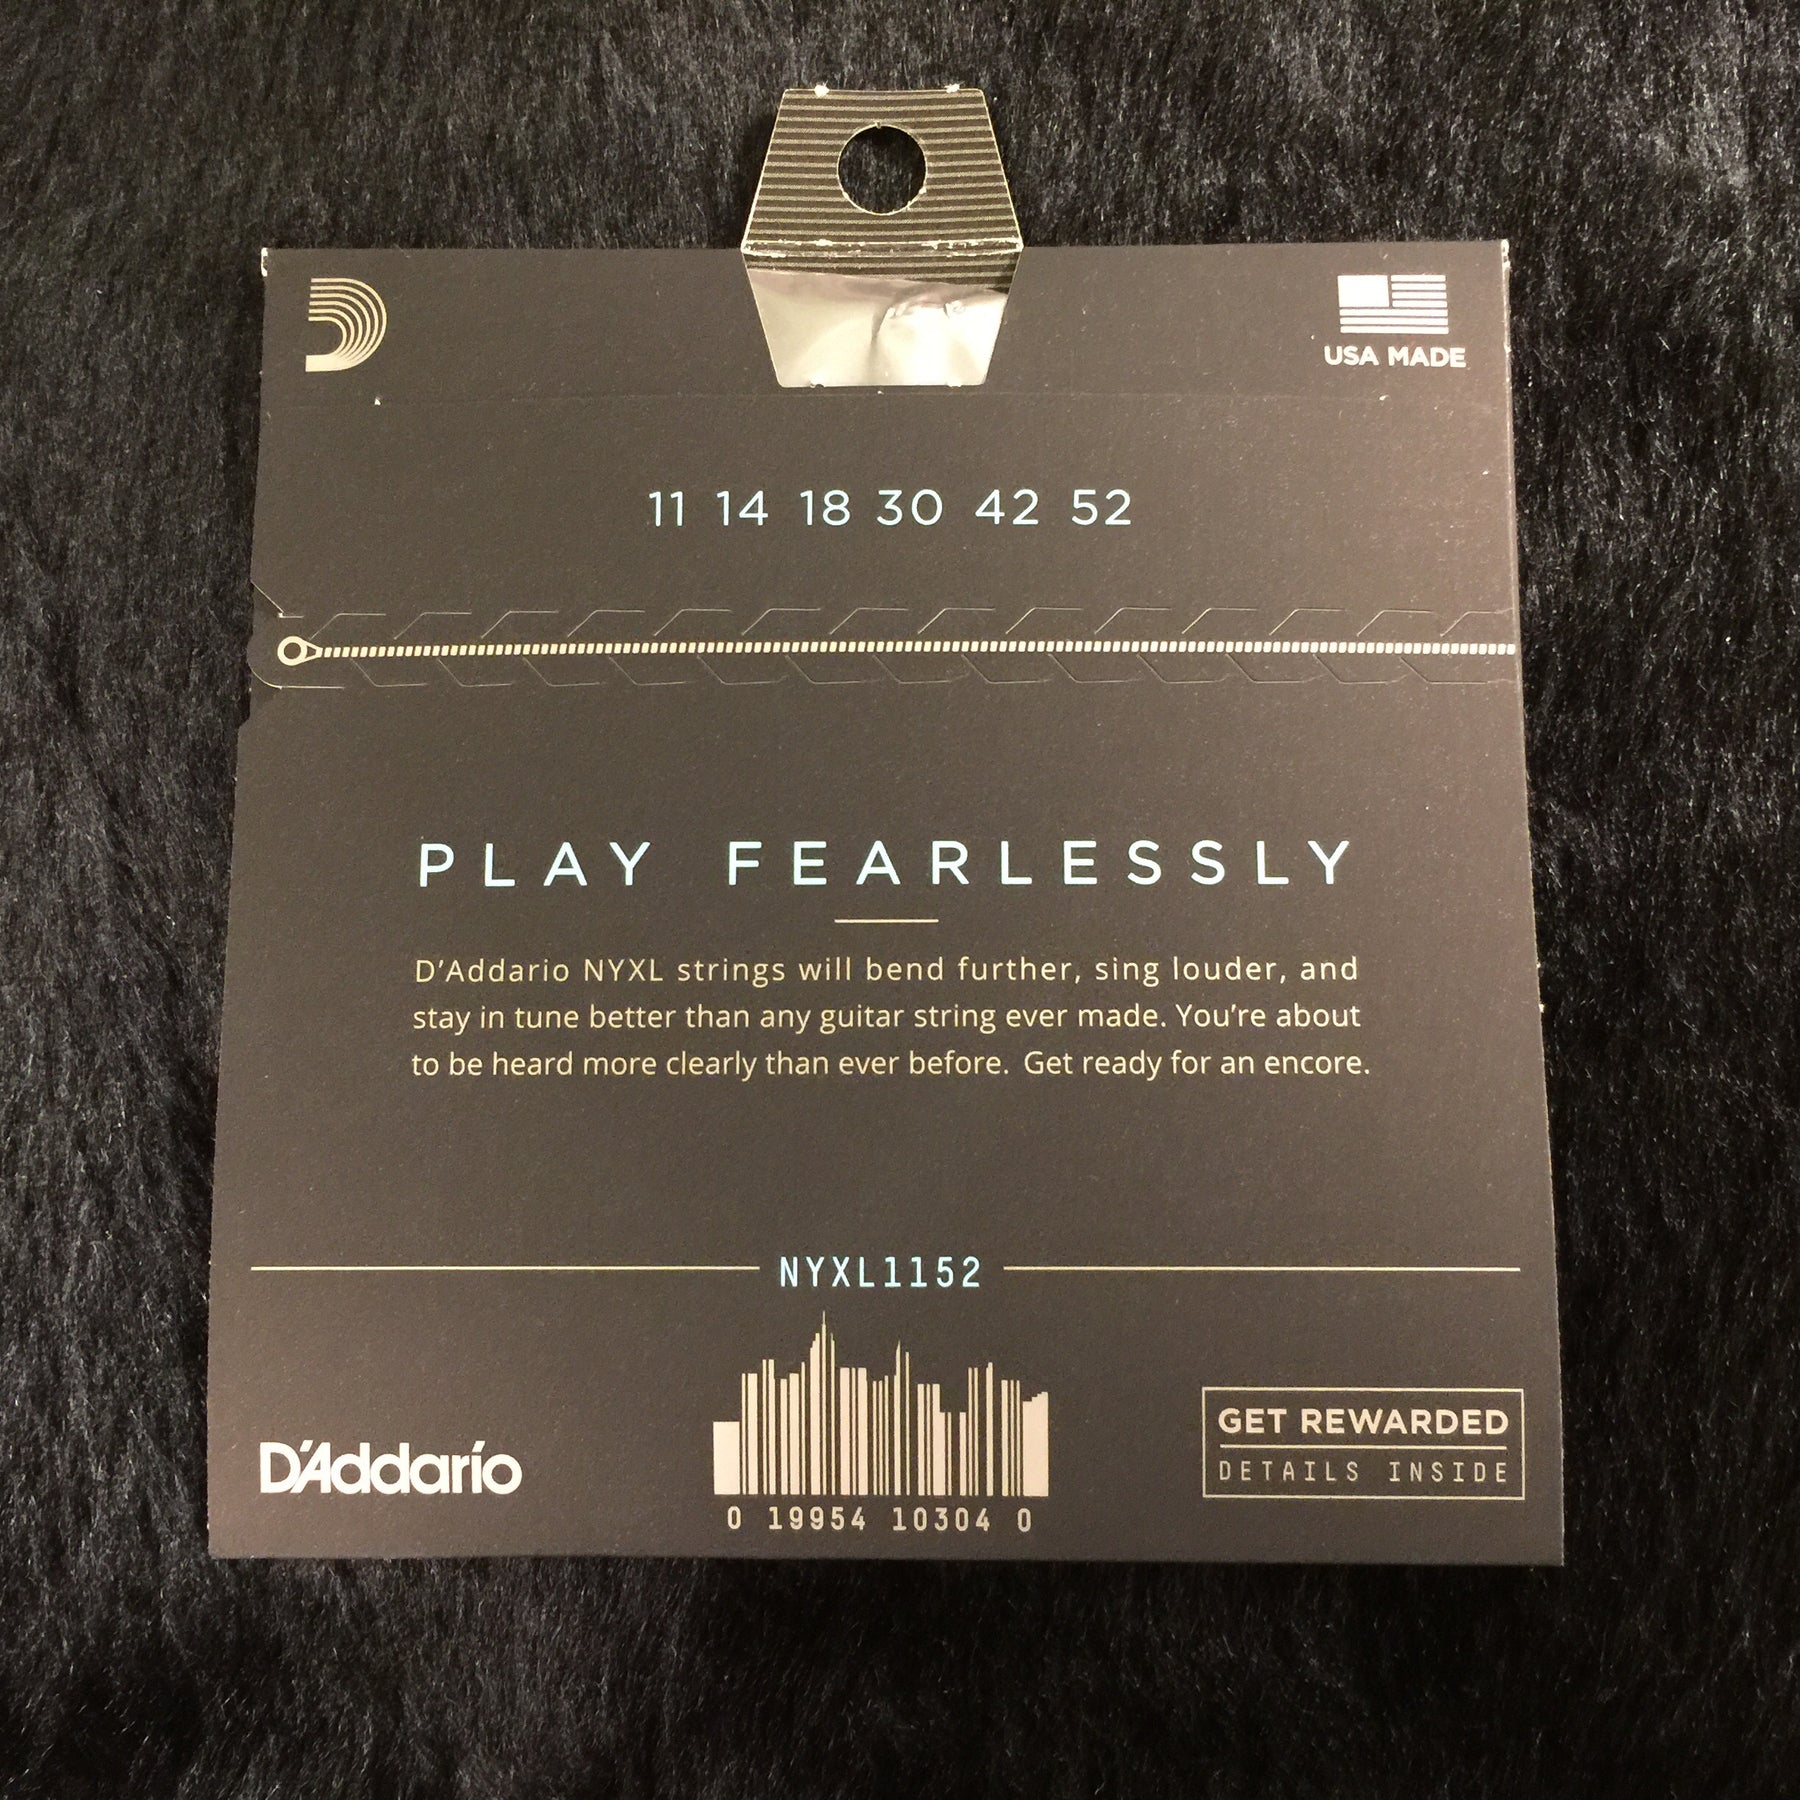 USA MADE
11 14 18 30 42 52
PLAY FEARLESSLY
D'Addario NYXL strings will bend further, sing louder, and
stay in tune better than any guitar string ever made. You're about
to be heard more clearly than ever before. Get ready for an encore.
NYXL1152
D'Addario
0 19954 10304 0
GET REWARDED
DETAILS INSIDE